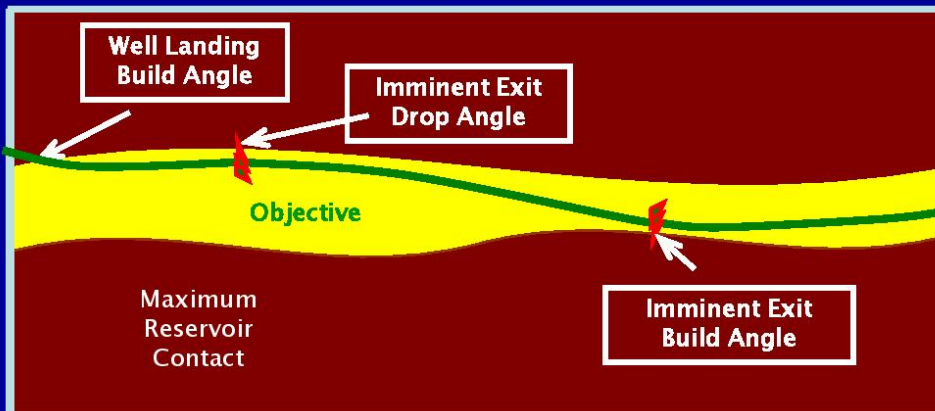 Well Landing
Build Angle
Imminent Exit
Drop Angle
Objective
Maximum
Reservoir
Contact
Imminent Exit
Build Angle